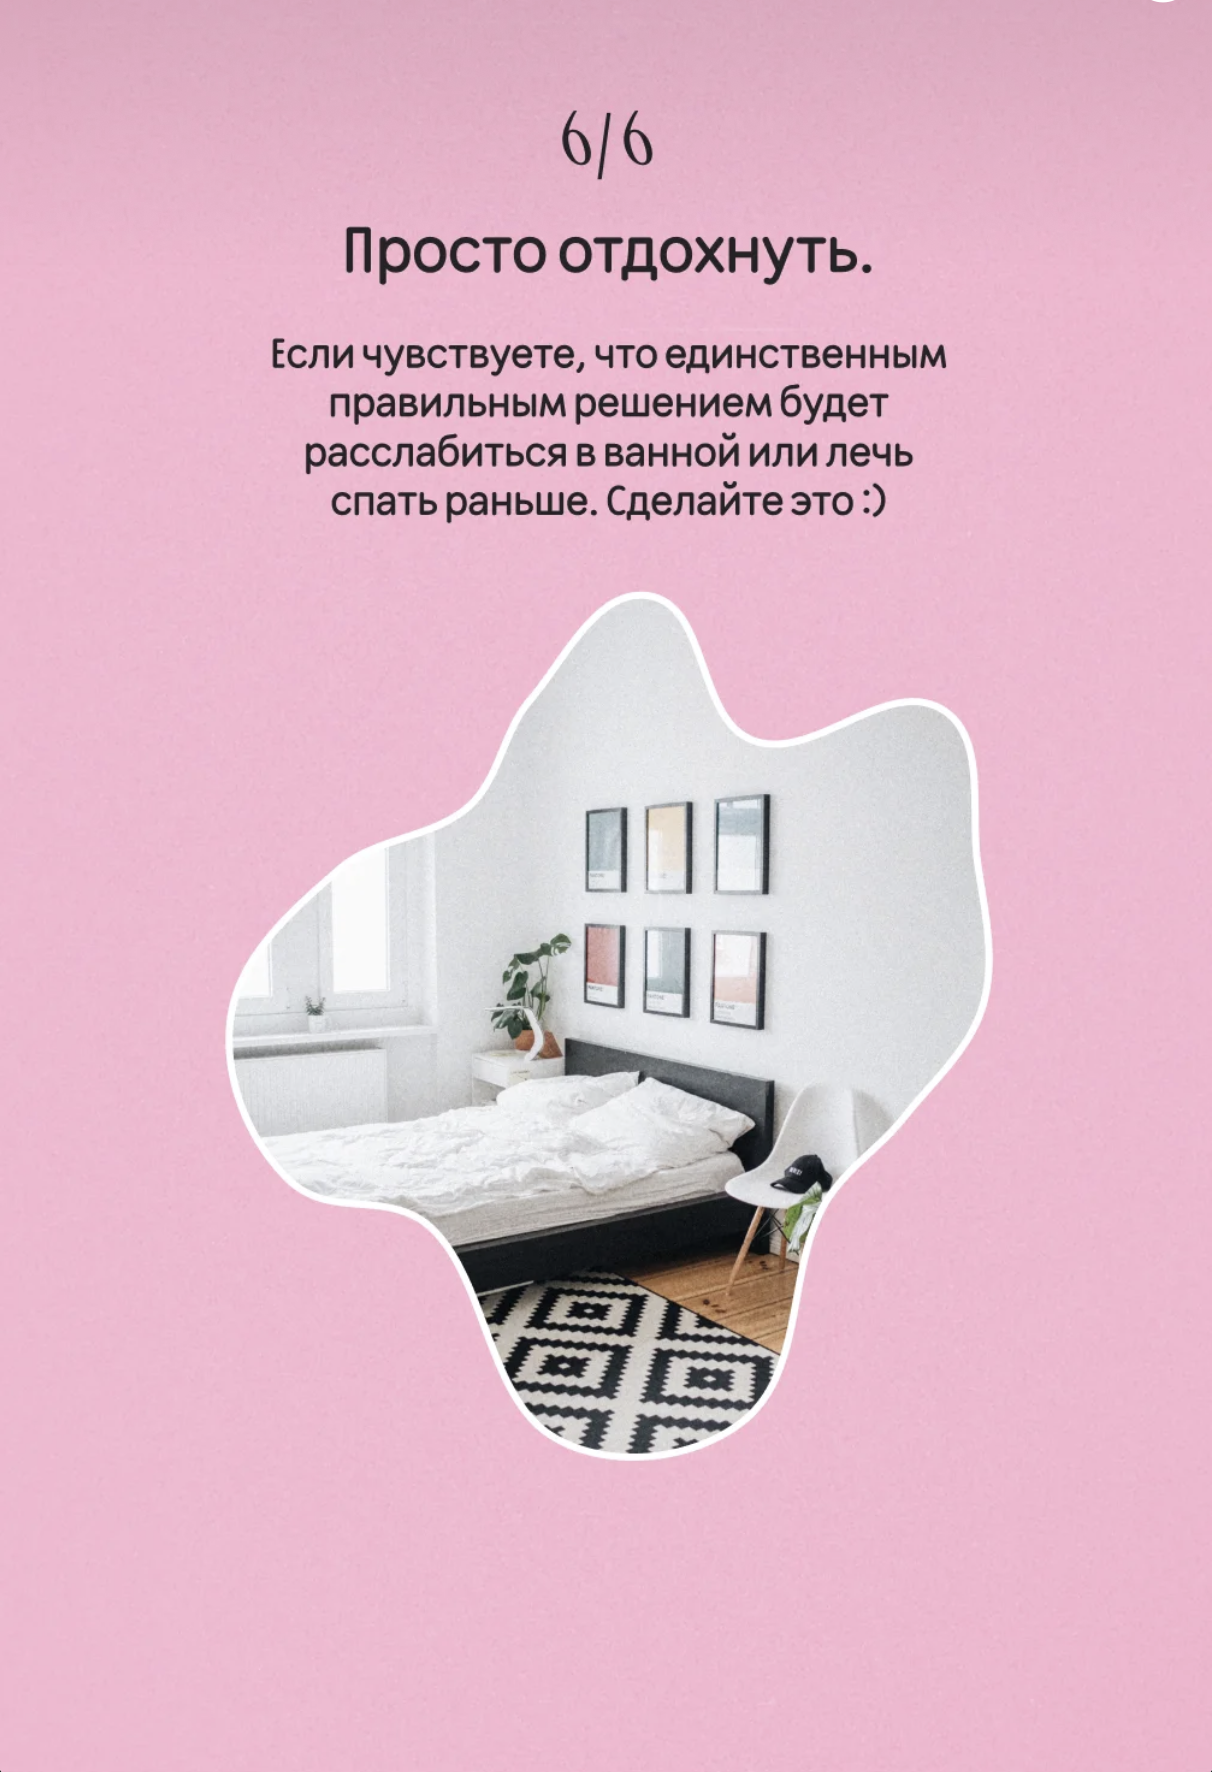 6/6
Просто отдохнуть.
Если чувствуете, что единственным
правильным решением будет
расслабиться в ванной или лечь
спать раньше. Сделайте это :)